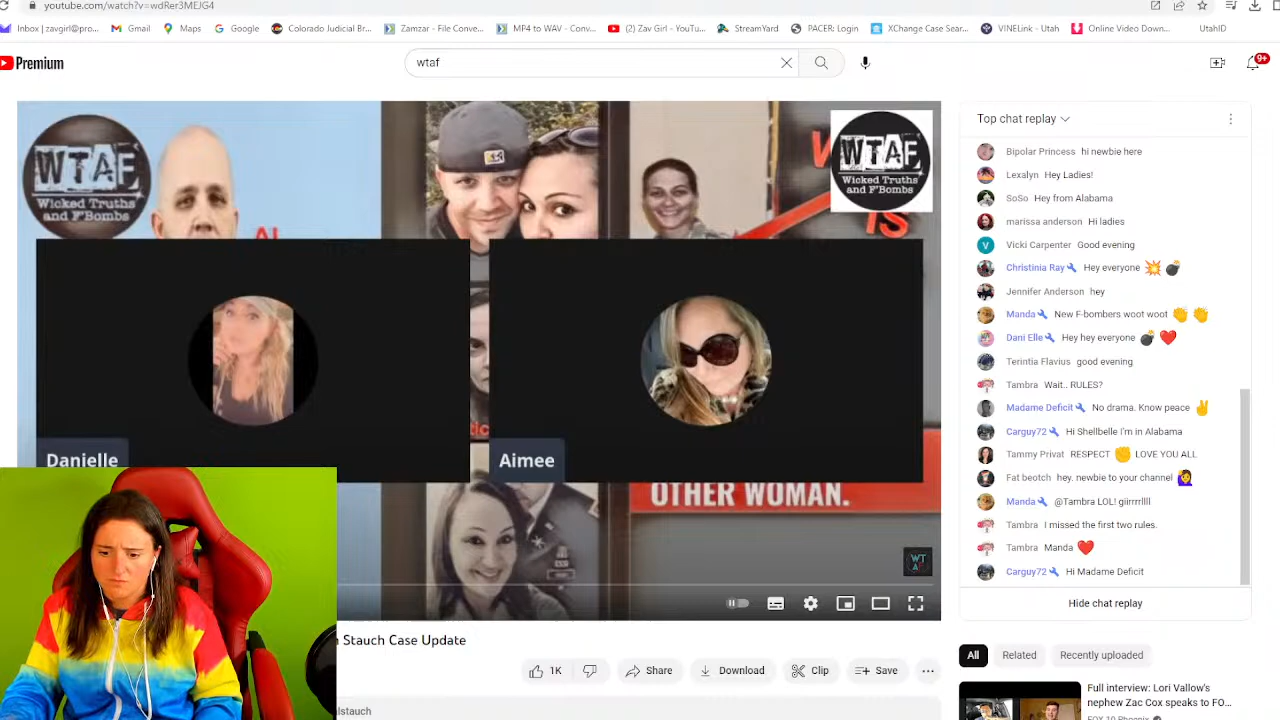 youtube.com/watch?v=wdRer3MEJG4
Inbox | zavgirl@pro... Gmail Maps Google Colorado Judicial Br... Zamzar - File Conve... MP4 to WAV - Conv... (2) Zav Girl - YouTu... StreamYard PACER: Login XChange Case Sear... VINELink - Utah Online Video Down... UtahID
Premium
wtaf
9+
WTAF
Wicked Truths
and F'Bombs
WTAF
Wicked Truths
and F'Bombs
IS
Danielle
Aimee
OTHER WOMAN.
WT
Stauch Case Update
1K
Share
Download
Clip
Save
lstauch
Top chat replay
Bipolar Princess hi newbie here
Lexalyn Hey Ladies!
SoSo Hey from Alabama
marissa anderson Hi ladies
V Vicki Carpenter Good evening
Christinia Ray Hey everyone 💥 💣
Jennifer Anderson hey
Manda New F-bombers woot woot 👏 👏
Dani Elle Hey hey everyone 💣 ❤️
Terintia Flavius good evening
Tambra Wait.. RULES?
Madame Deficit No drama. Know peace ✌️
Carguy72 Hi Shellbelle I'm in Alabama
Tammy Privat RESPECT ✊ LOVE YOU ALL
Fat beotch hey. newbie to your channel 🙋‍♀️
Manda @Tambra LOL! giirrrrllll
Tambra I missed the first two rules.
Tambra Manda ❤️
Carguy72 Hi Madame Deficit
Hide chat replay
All Related Recently uploaded
Full interview: Lori Vallow's
nephew Zac Cox speaks to FO...
FOX 10 Phoenix